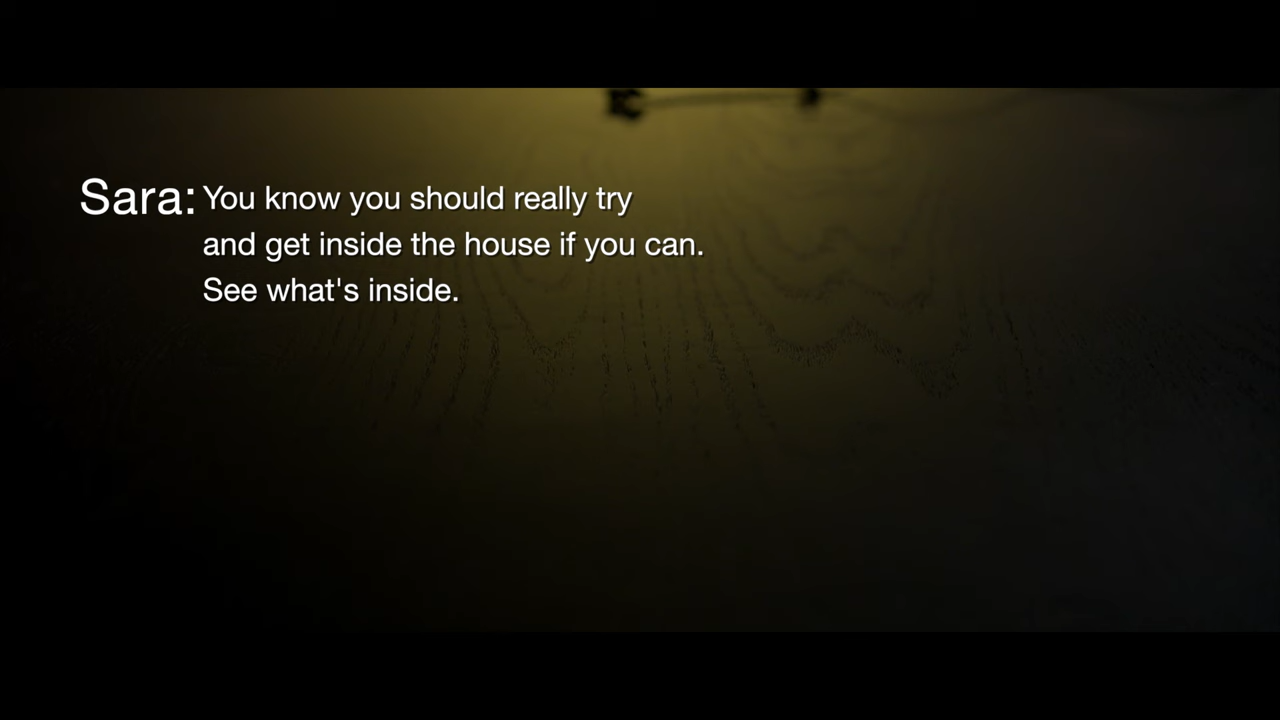 Sara: You know you should really try
and get inside the house if you can.
See what's inside.